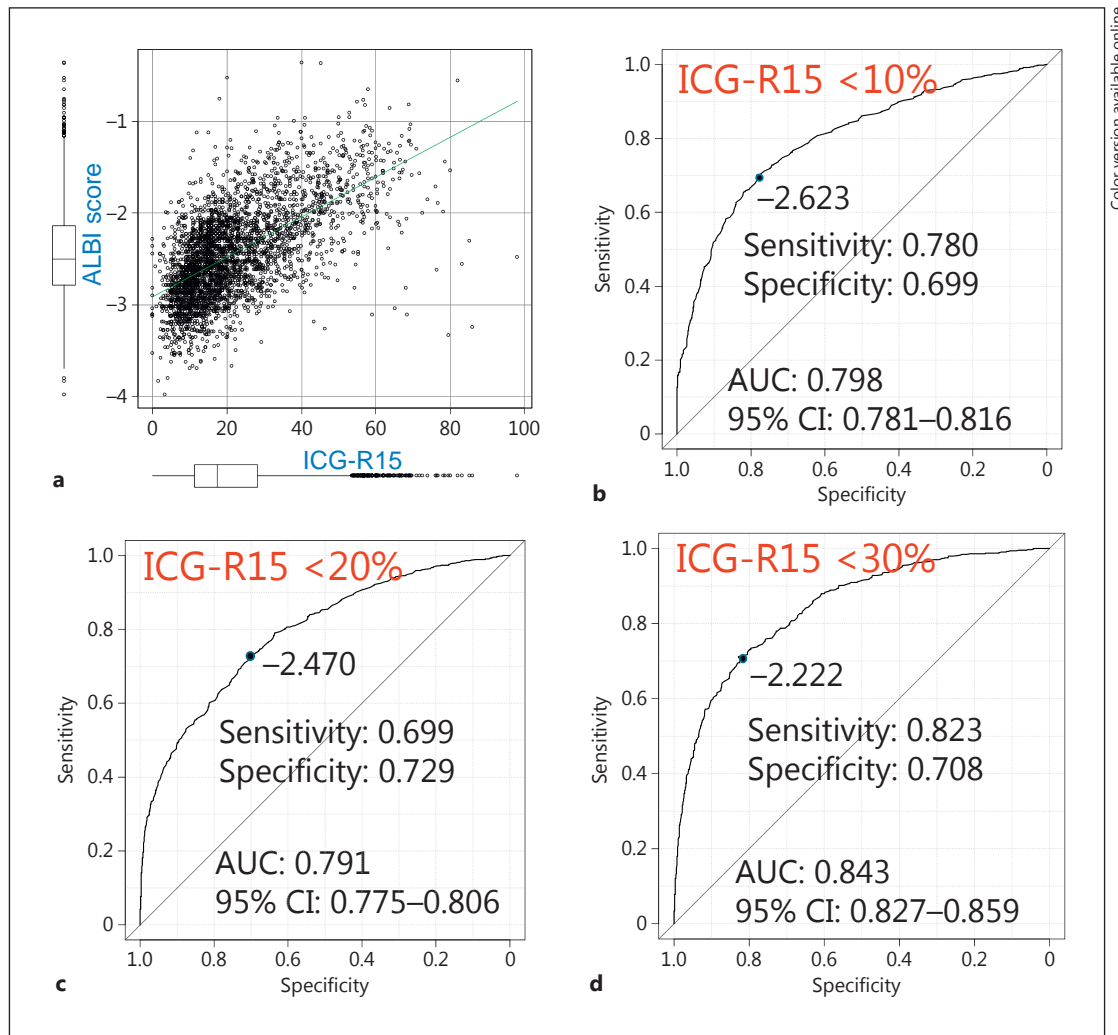 Color version available online
–1
–2
–3
–4
ALBI score
0 20 40 60 80 100
ICG-R15
a
ICG-R15 <10%
1.0
0.8
0.6
0.4
0.2
0
Sensitivity
–2.623
Sensitivity: 0.780
Specificity: 0.699
AUC: 0.798
95% CI: 0.781–0.816
1.0 0.8 0.6 0.4 0.2 0
Specificity
b
ICG-R15 <20%
1.0
0.8
0.6
0.4
0.2
0
Sensitivity
–2.470
Sensitivity: 0.699
Specificity: 0.729
AUC: 0.791
95% CI: 0.775–0.806
1.0 0.8 0.6 0.4 0.2 0
Specificity
c
ICG-R15 <30%
1.0
0.8
0.6
0.4
0.2
0
Sensitivity
–2.222
Sensitivity: 0.823
Specificity: 0.708
AUC: 0.843
95% CI: 0.827–0.859
1.0 0.8 0.6 0.4 0.2 0
Specificity
d